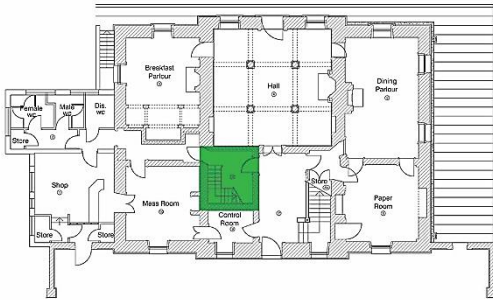 Breakfast
Parlour
Hall
Dining
Parlour
Female
wc
Male
wc
Dis.
wc
Store
Shop
Mess Room
Control
Room
Store
Paper
Room
Store
Store